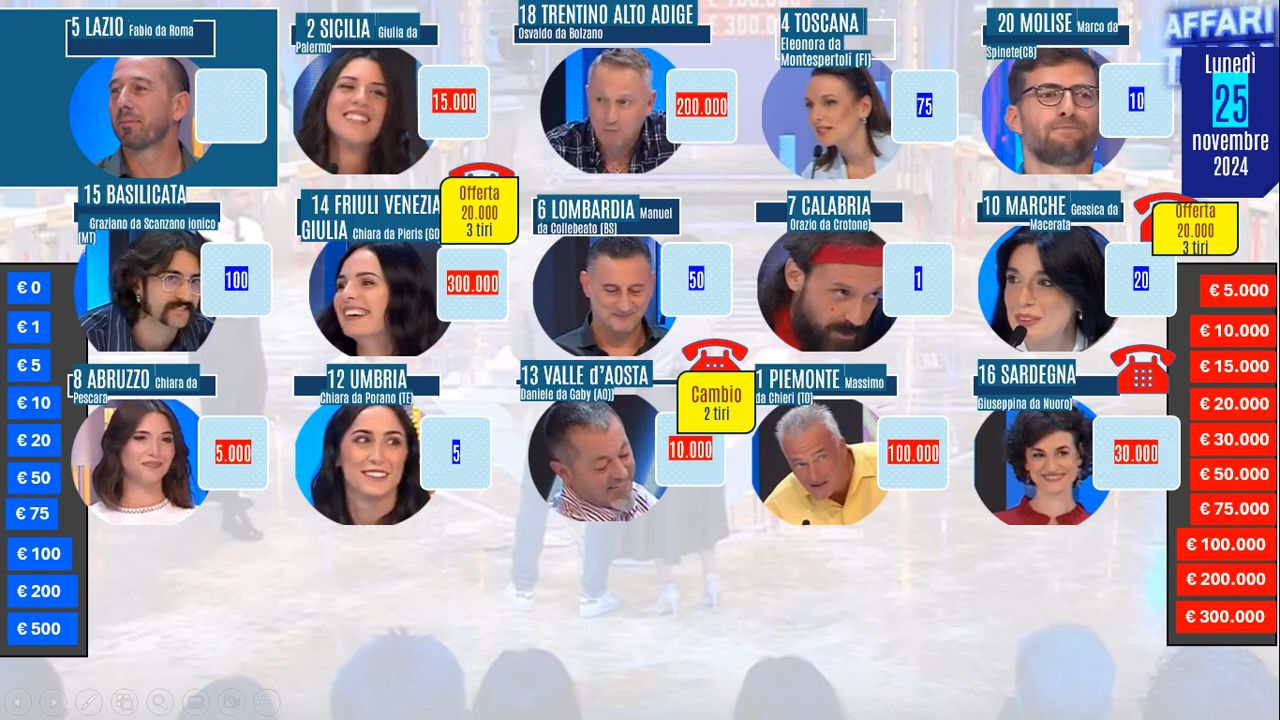 5 LAZIO Fabio da Roma
2 SICILIA Giulia da
Palermo
15.000
18 TRENTINO ALTO ADIGE
Osvaldo da Bolzano
200.000
4 TOSCANA
Eleonora da
Montespertoli (FI)
75
20 MOLISE Marco da
Spinete(CB)
10
AFFARI
Lunedì
25
novembre
2024
15 BASILICATA
Graziano da Scanzano ionico
(MT)
100
14 FRIULI VENEZIA
GIULIA Chiara da Pieris (GO
300.000
Offerta
20.000
3 tiri
6 LOMBARDIA Manuel
da Collebeato (BS)
50
7 CALABRIA
Orazio da Crotone)
1
10 MARCHE Gessica da
Macerata
20
Offerta
20.000
3 tiri
8 ABRUZZO Chiara da
Pescara
5.000
12 UMBRIA
Chiara da Porano (TE)
5
13 VALLE d'AOSTA
Daniele da Gaby (AO))
10.000
Cambio
2 tiri
1 PIEMONTE Massimo
da Chieri (TO)
100.000
16 SARDEGNA
Giuseppina da Nuoro)
30.000
€ 0
€ 1
€ 5
€ 10
€ 20
€ 50
€ 75
€ 100
€ 200
€ 500
€ 5.000
€ 10.000
€ 15.000
€ 20.000
€ 30.000
€ 50.000
€ 75.000
€ 100.000
€ 200.000
€ 300.000